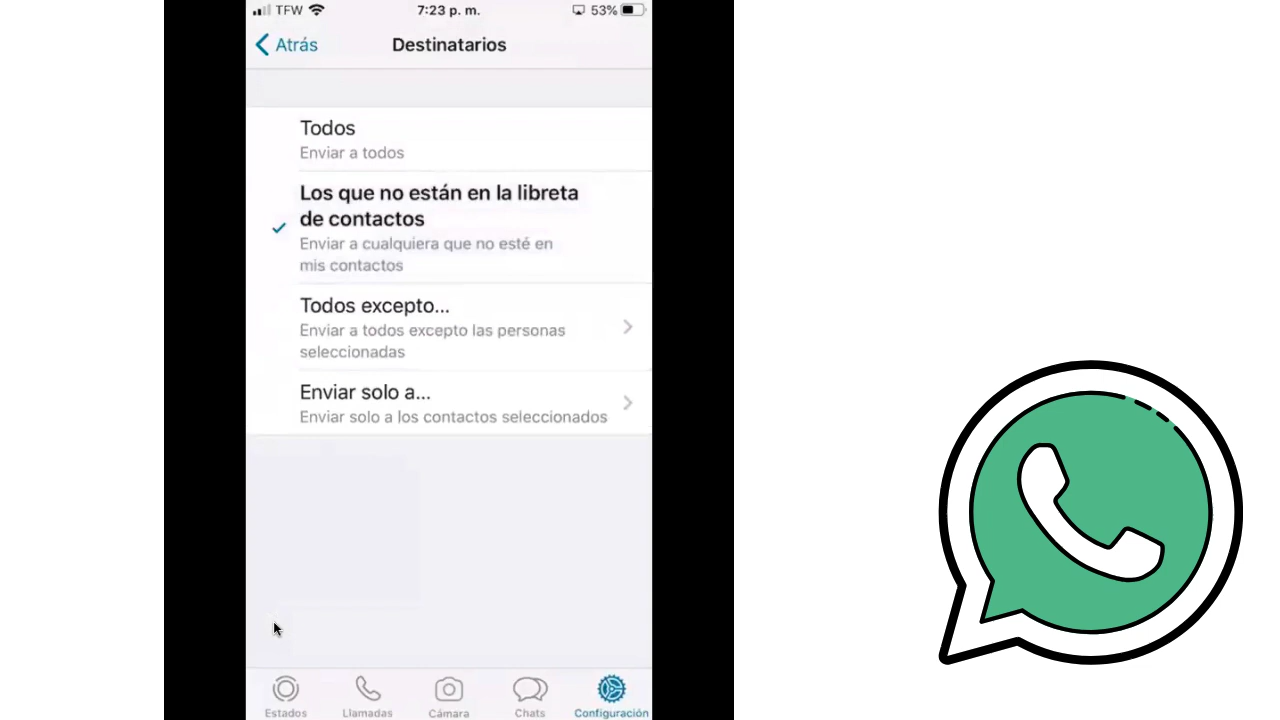 TFW 7:23 p. m. 53%
Atrás Destinatarios
Todos
Enviar a todos
Los que no están en la libreta
de contactos
Enviar a cualquiera que no esté en
mis contactos
Todos excepto...
Enviar a todos excepto las personas
seleccionadas
Enviar solo a...
Enviar solo a los contactos seleccionados
Estados Llamadas Cámara Chats Configuración